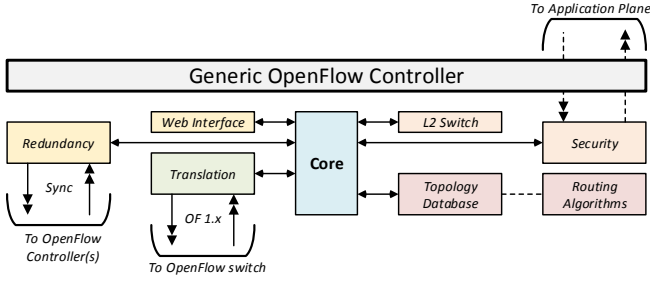 To Application Plane
Generic OpenFlow Controller
Web Interface
L2 Switch
Redundancy
Core
Security
Translation
Sync
Topology
Database
Routing
Algorithms
OF 1.x
To OpenFlow
Controller(s)
To OpenFlow switch